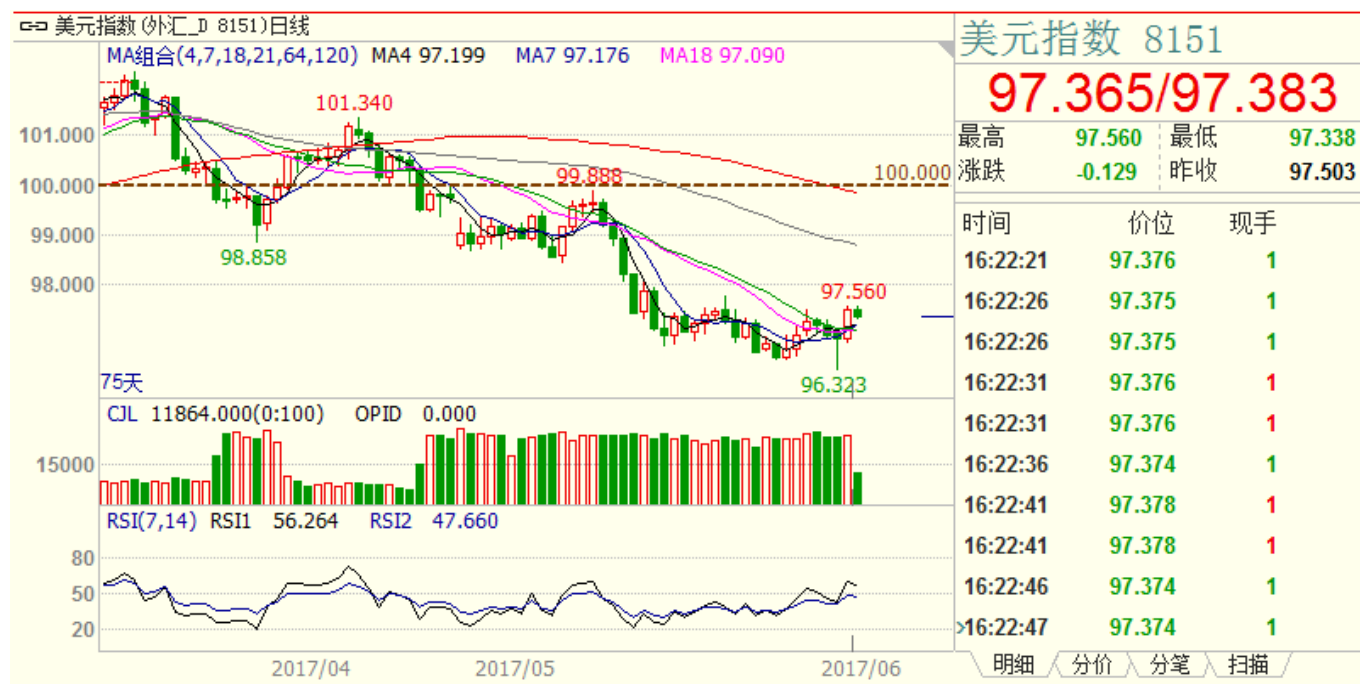 美元指数(外汇_D 8151)日线
MA组合(4,7,18,21,64,120) MA4 97.199 MA7 97.176 MA18 97.090
101.340
101.000
100.000
100.000
99.888
99.000
98.858
98.000
97.560
96.323
75天
CJL 11864.000(0:100) OPID 0.000
15000
RSI(7,14) RSI1 56.264 RSI2 47.660
80
50
20
2017/04 2017/05 2017/06
美元指数 8151
97.365/97.383
最高 97.560 最低 97.338
涨跌 -0.129 昨收 97.503
时间 价位 现手
16:22:21 97.376 1
16:22:26 97.375 1
16:22:26 97.375 1
16:22:31 97.376 1
16:22:31 97.376 1
16:22:36 97.374 1
16:22:41 97.378 1
16:22:41 97.378 1
16:22:46 97.374 1
>16:22:47 97.374 1
明细 分价 分笔 扫描